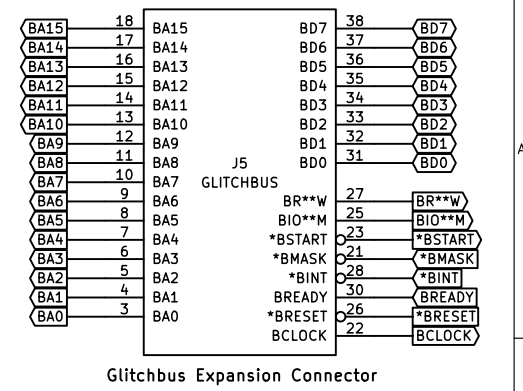 BA15 18 BA15 BD7 38 BD7
BA14 17 BA14 BD6 37 BD6
BA13 16 BA13 BD5 36 BD5
BA12 15 BA12 BD4 35 BD4
BA11 14 BA11 BD3 34 BD3
BA10 13 BA10 BD2 33 BD2
BA9 12 BA9 BD1 32 BD1
BA8 11 BA8 J5 BD0 31 BD0
BA7 10 BA7 GLITCHBUS
BA6 9 BA6 BR**W 27 BR**W
BA5 8 BA5 BIO**M 25 BIO**M
BA4 7 BA4 *BSTART 23 *BSTART
BA3 6 BA3 *BMASK 21 *BMASK
BA2 5 BA2 *BINT 28 *BINT
BA1 4 BA1 BREADY 30 BREADY
BA0 3 BA0 *BRESET 26 *BRESET
BCLOCK 22 BCLOCK
Glitchbus Expansion Connector
A